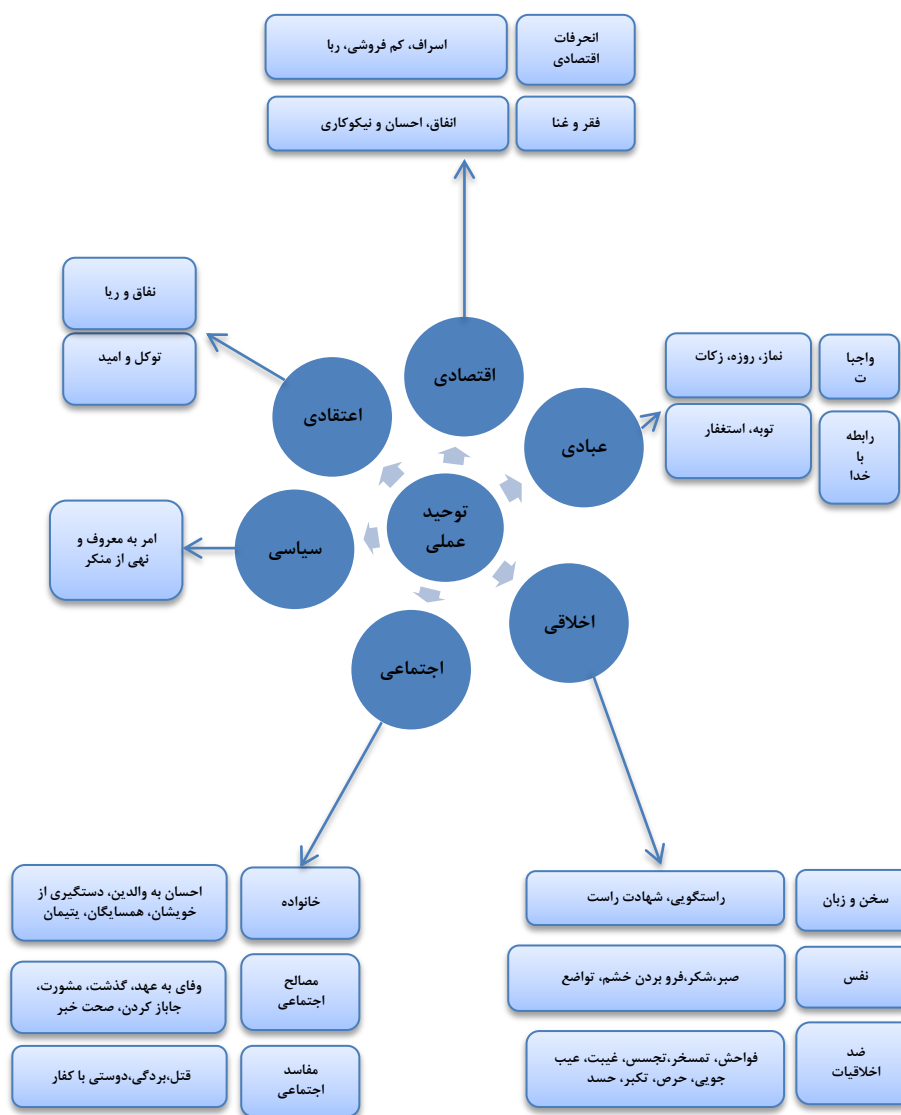 انحرفات
اقتصادی
اسراف، کم فروشی، ربا
فقر و غنا
انفاق، احسان و نیکوکاری
نفاق و ریا
توکل و امید
اقتصادی
اعتقادی
عبادی
واجبا
ت
نماز، روزه، زکات
رابطه
با
خدا
توبه، استغفار
توحید
عملی
سیاسی
امر به معروف و
نهی از منکر
اخلاقی
اجتماعی
سخن و زبان
راستگویی، شهادت راست
نفس
صبر،شکر،فرو بردن خشم، تواضع
ضد
اخلاقیات
فواحش، تمسخر،تجسس، غیبت، عیب
جویی، حرص، تکبر، حسد
خانواده
احسان به والدین، دستگیری از
خویشان، همسایگان، یتیمان
مصالح
اجتماعی
وفای به عهد، گذشت، مشورت،
جاباز کردن، صحت خبر
مفاسد
اجتماعی
قتل،بردگی،دوستی با کفار